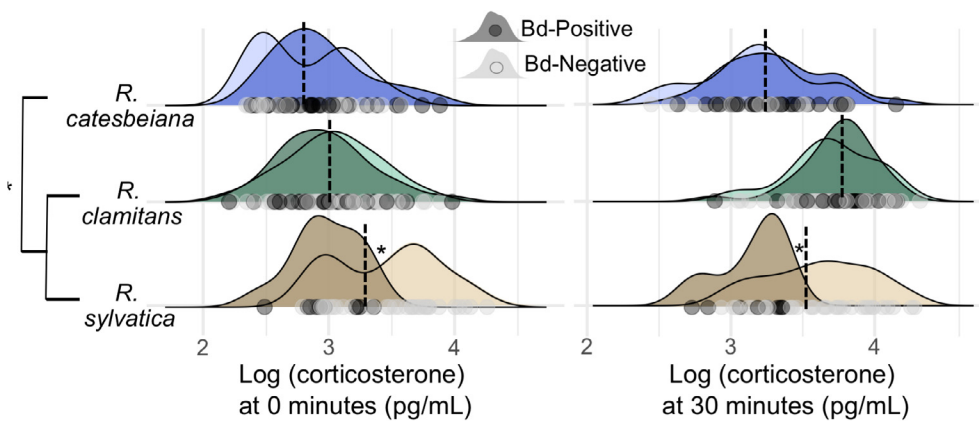 Bd-Positive
Bd-Negative
R.
catesbeiana
*
R.
clamitans
*
*
R.
sylvatica
2 3 4 2 3 4
Log (corticosterone)
at 0 minutes (pg/mL)
Log (corticosterone)
at 30 minutes (pg/mL)